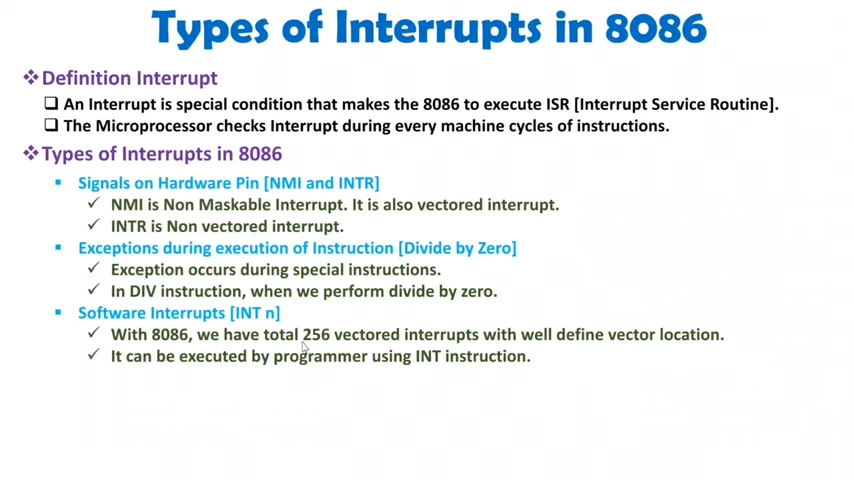 Types of Interrupts in 8086
Definition Interrupt
An Interrupt is special condition that makes the 8086 to execute ISR [Interrupt Service Routine].
The Microprocessor checks Interrupt during every machine cycles of instructions.
Types of Interrupts in 8086
Signals on Hardware Pin [NMI and INTR]
NMI is Non Maskable Interrupt. It is also vectored interrupt.
INTR is Non vectored interrupt.
Exceptions during execution of Instruction [Divide by Zero]
Exception occurs during special instructions.
In DIV instruction, when we perform divide by zero.
Software Interrupts [INT n]
With 8086, we have total 256 vectored interrupts with well define vector location.
It can be executed by programmer using INT instruction.